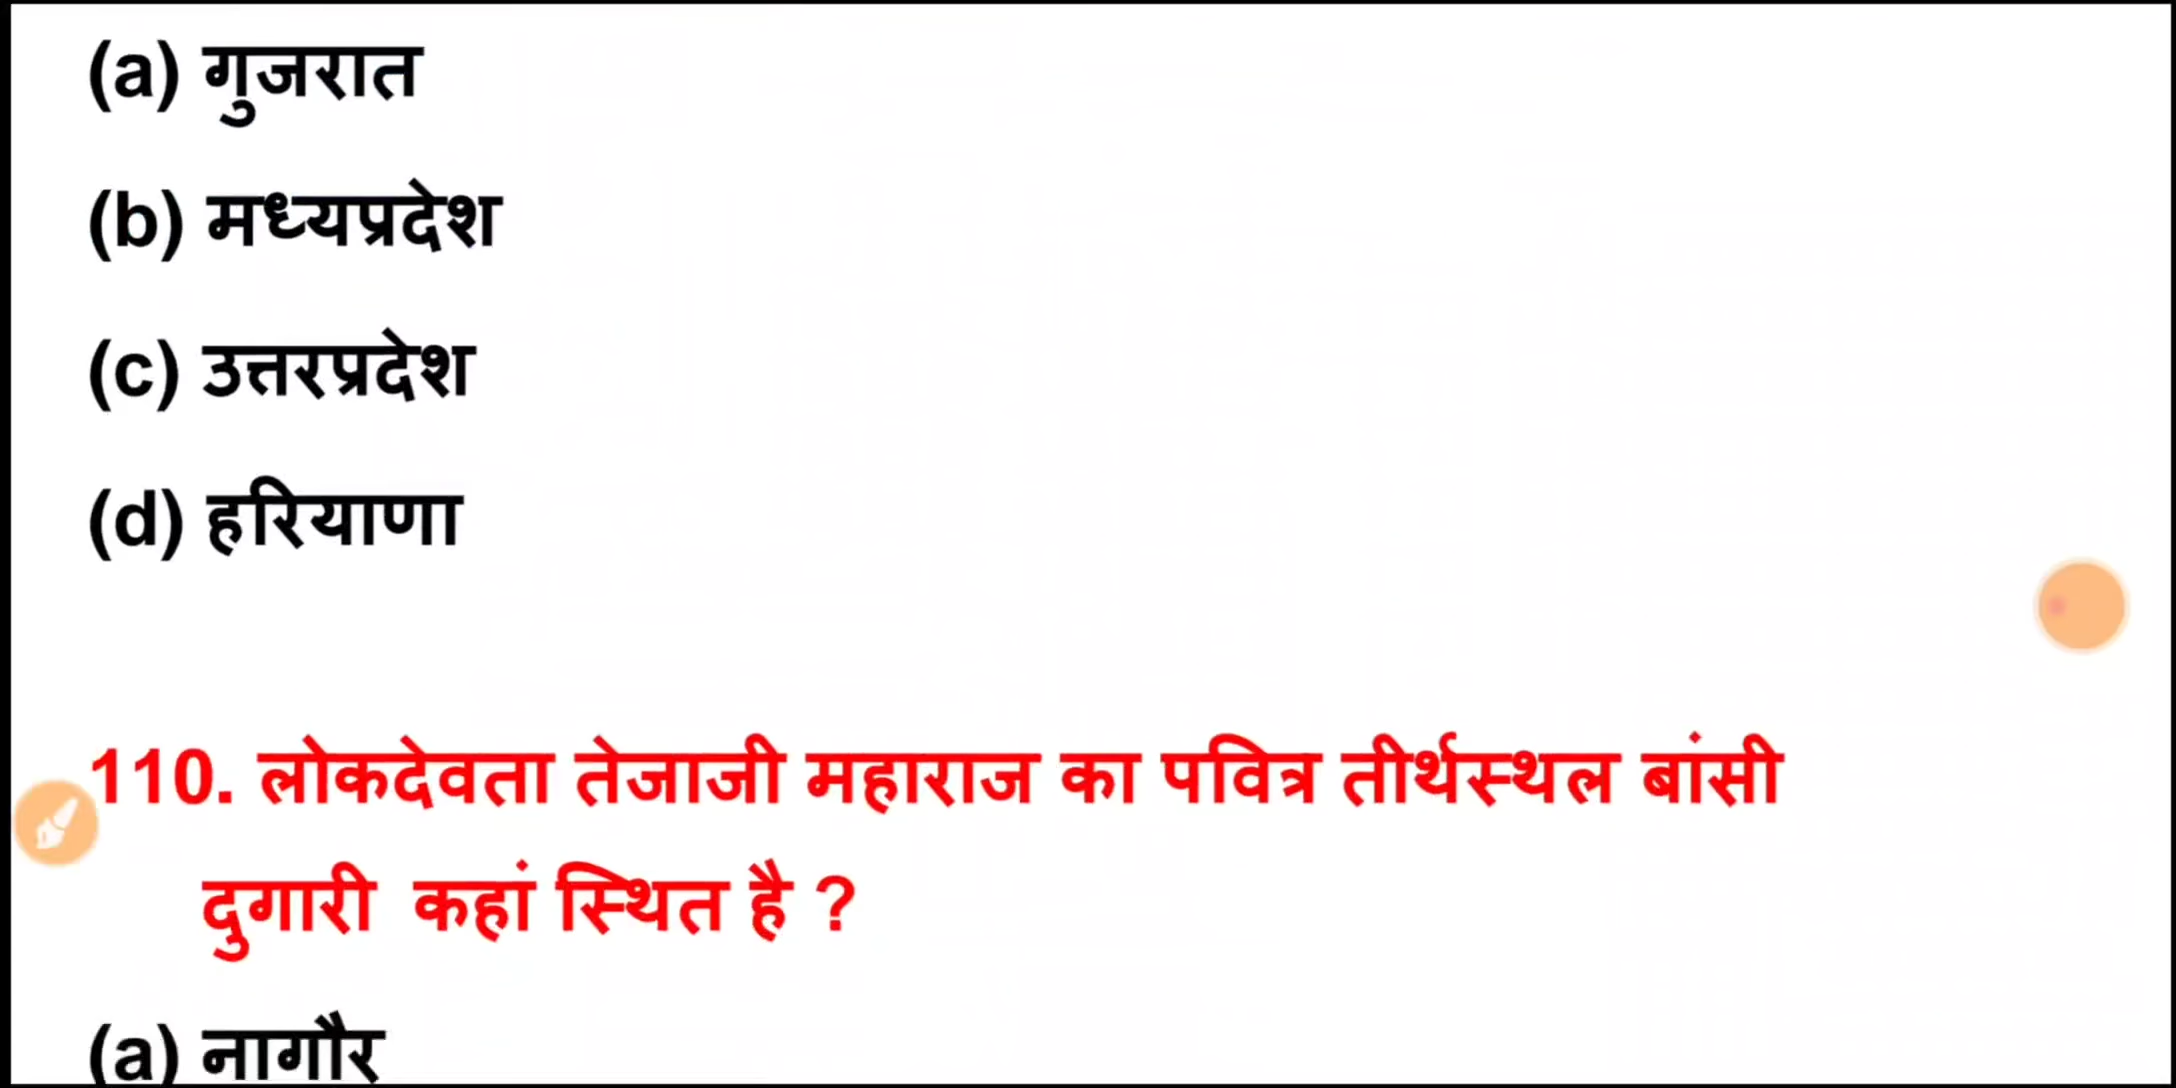 (a) गुजरात
(b) मध्यप्रदेश
(c) उत्तरप्रदेश
(d) हरियाणा
110. लोकदेवता तेजाजी महाराज का पवित्र तीर्थस्थल बांसी
दुगारी कहां स्थित है ?
(a) नागौर